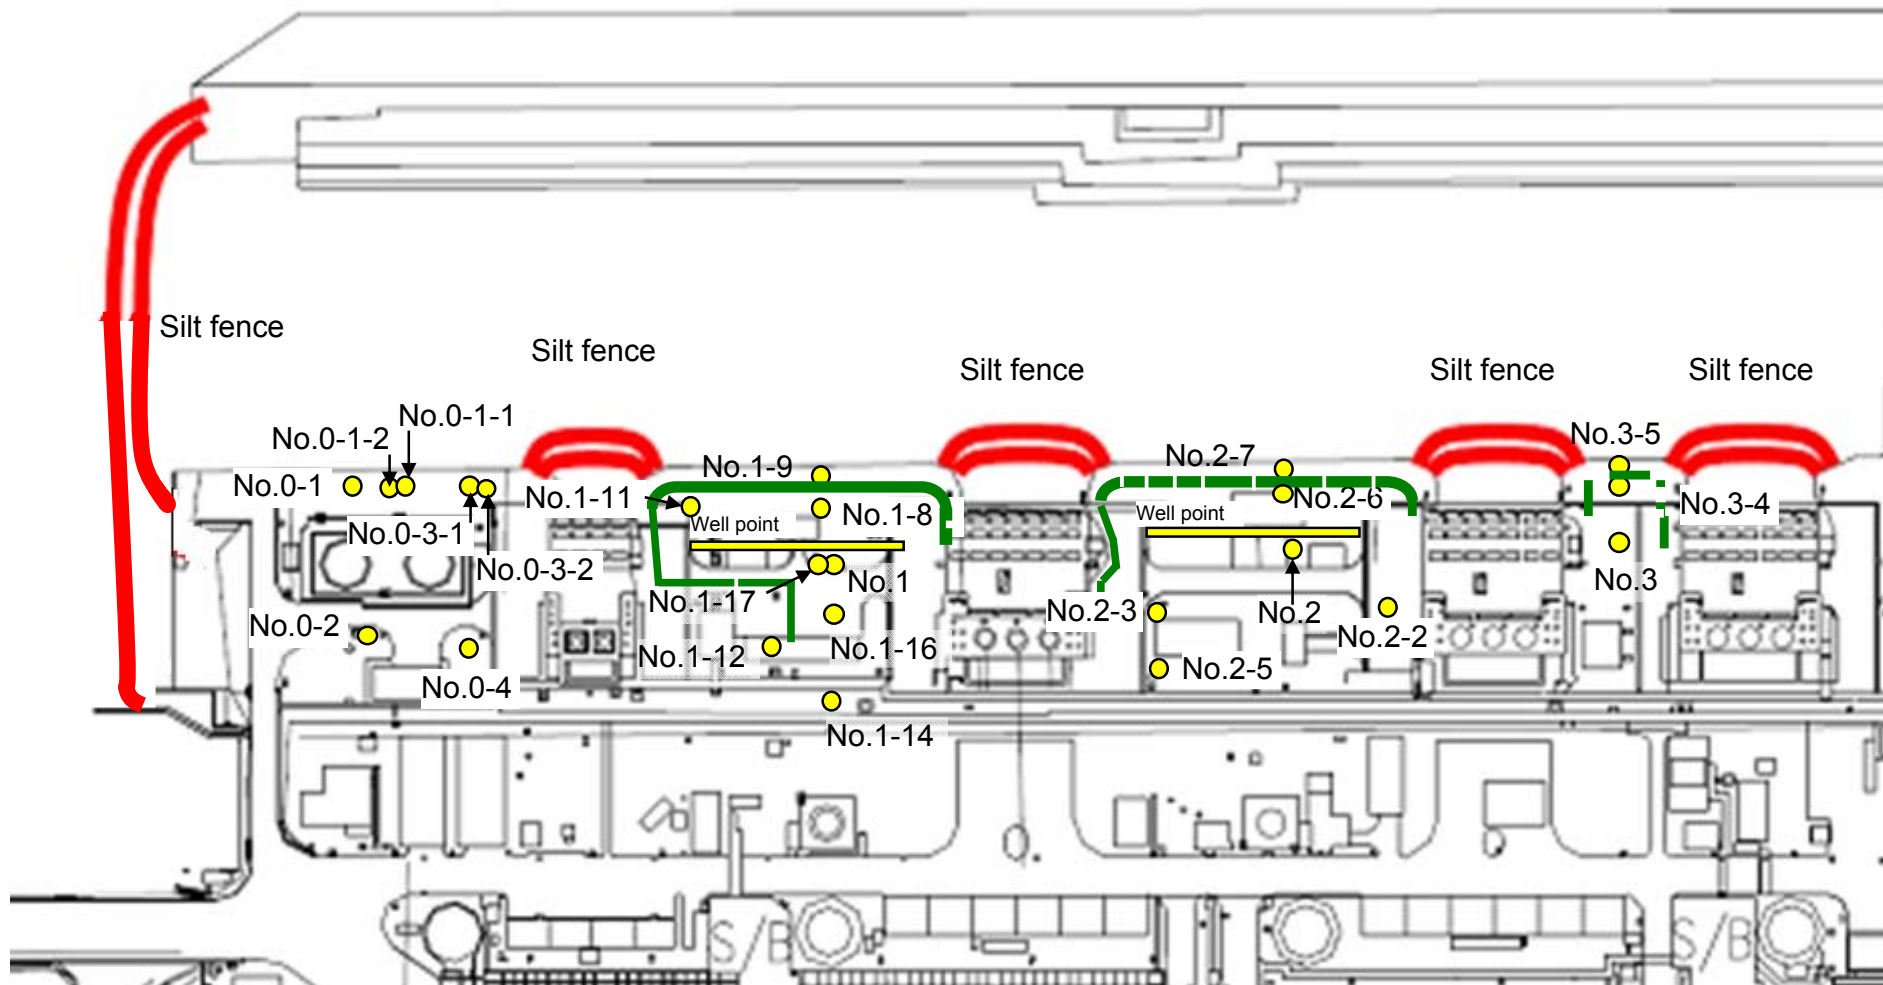 Silt fence
Silt fence
Silt fence
Silt fence
Silt fence
No.0-1-1
No.0-1-2
No.3-5
No.2-7
No.1-9
No.0-1
No.1-11
No.2-6
No.3-4
No.1-8
Well point
Well point
No.0-3-1
No.0-3-2
No.1
No.3
No.1-17
No.2-3
No.2
No.0-2
No.2-2
No.1-12
No.1-16
No.2-5
No.0-4
No.1-14
S/B
S/B